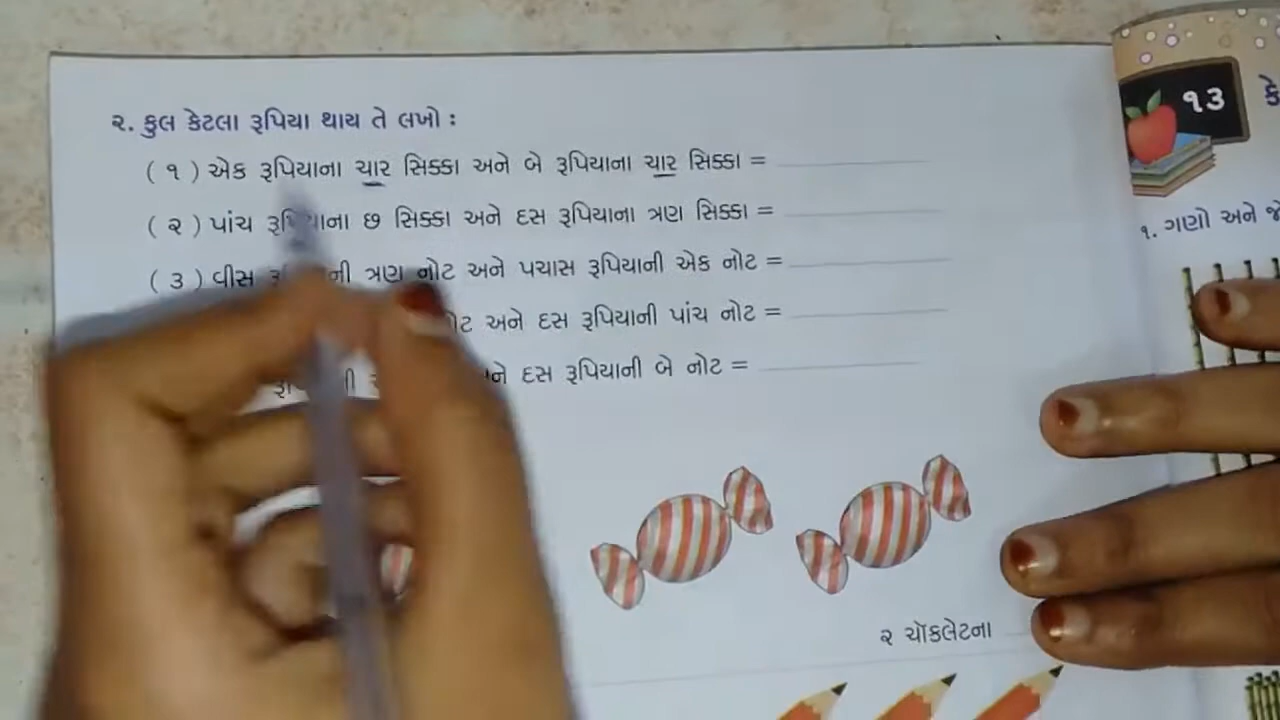 ૨. કુલ કેટલા રૂપિયા થાય તે લખો :
( ૧ ) એક રૂપિયાના ચાર સિક્કા અને બે રૂપિયાના ચાર સિક્કા =
( ૨ ) પાંચ રૂપિયાના છ સિક્કા અને દસ રૂપિયાના ત્રણ સિક્કા =
( ૩ ) વીસ ત્રણ નોટ અને પચાસ રૂપિયાની એક નોટ =
અને દસ રૂપિયાની પાંચ નોટ =
દસ રૂપિયાની બે નોટ =
૨ ચૉકલેટના
૧૩
૧. ગણો અને